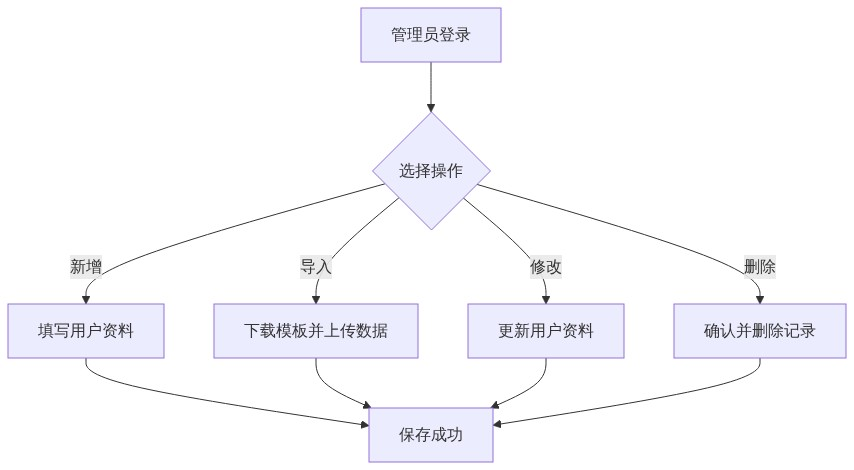 管理员登录
选择操作
新增
导入
修改
删除
填写用户资料
下载模板并上传数据
更新用户资料
确认并删除记录
保存成功